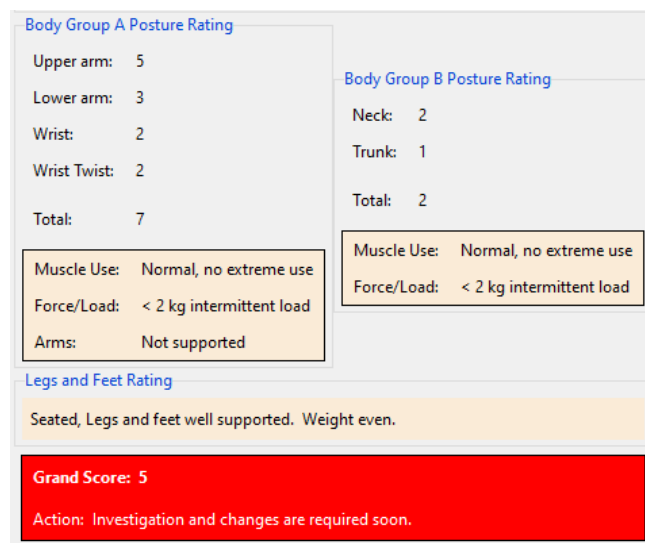 Body Group A Posture Rating
Upper arm: 5
Lower arm: 3
Wrist: 2
Wrist Twist: 2
Total: 7
Muscle Use: Normal, no extreme use
Force/Load: < 2 kg intermittent load
Arms: Not supported
Body Group B Posture Rating
Neck: 2
Trunk: 1
Total: 2
Muscle Use: Normal, no extreme use
Force/Load: < 2 kg intermittent load
Legs and Feet Rating
Seated, Legs and feet well supported. Weight even.
Grand Score: 5
Action: Investigation and changes are required soon.